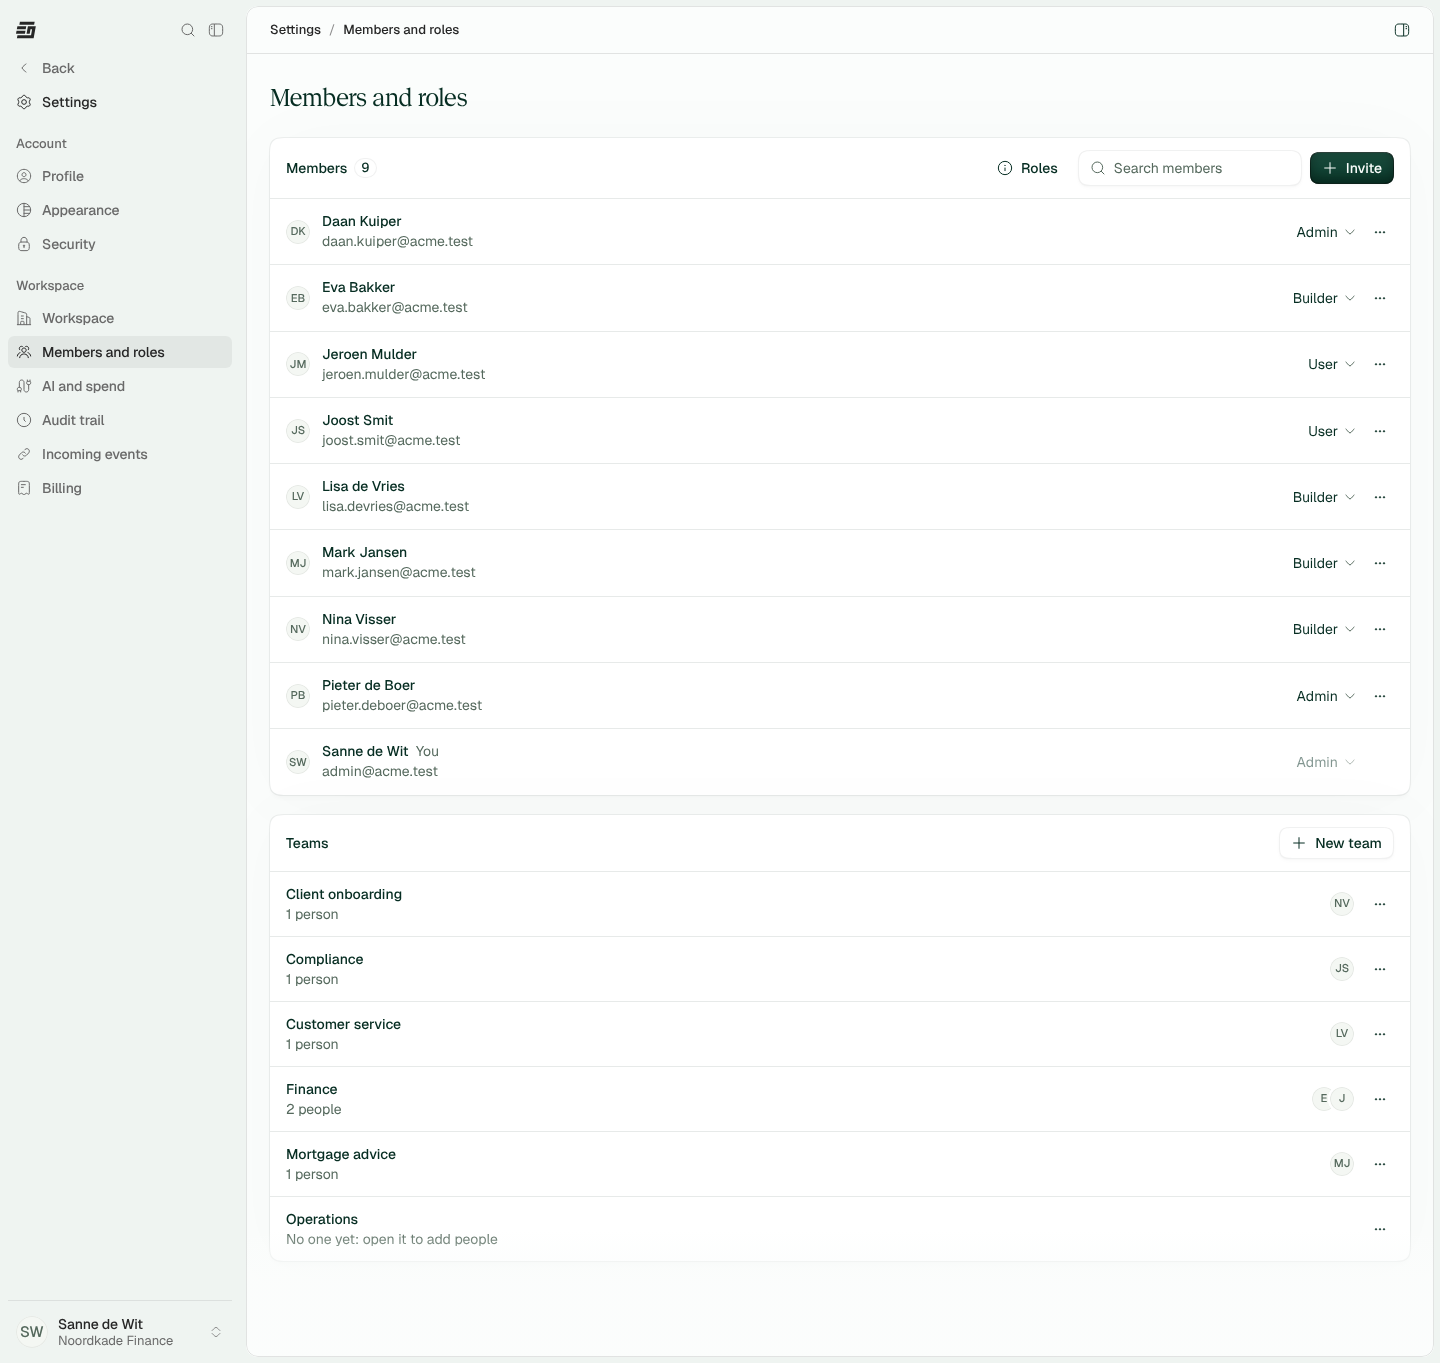 Back
Settings
Account
Profile
Appearance
Security
Workspace
Workspace
Members and roles
AI and spend
Audit trail
Incoming events
Billing
Sanne de Wit
Noordkade Finance
SW
Settings / Members and roles
Members and roles
Members 9
Roles
Search members
Invite
DK
Daan Kuiper
daan.kuiper@acme.test
Admin
EB
Eva Bakker
eva.bakker@acme.test
Builder
JM
Jeroen Mulder
jeroen.mulder@acme.test
User
JS
Joost Smit
joost.smit@acme.test
User
LV
Lisa de Vries
lisa.devries@acme.test
Builder
MJ
Mark Jansen
mark.jansen@acme.test
Builder
NV
Nina Visser
nina.visser@acme.test
Builder
PB
Pieter de Boer
pieter.deboer@acme.test
Admin
SW
Sanne de Wit You
admin@acme.test
Admin
Teams
New team
Client onboarding
1 person
NV
Compliance
1 person
JS
Customer service
1 person
LV
Finance
2 people
E J
Mortgage advice
1 person
MJ
Operations
No one yet: open it to add people